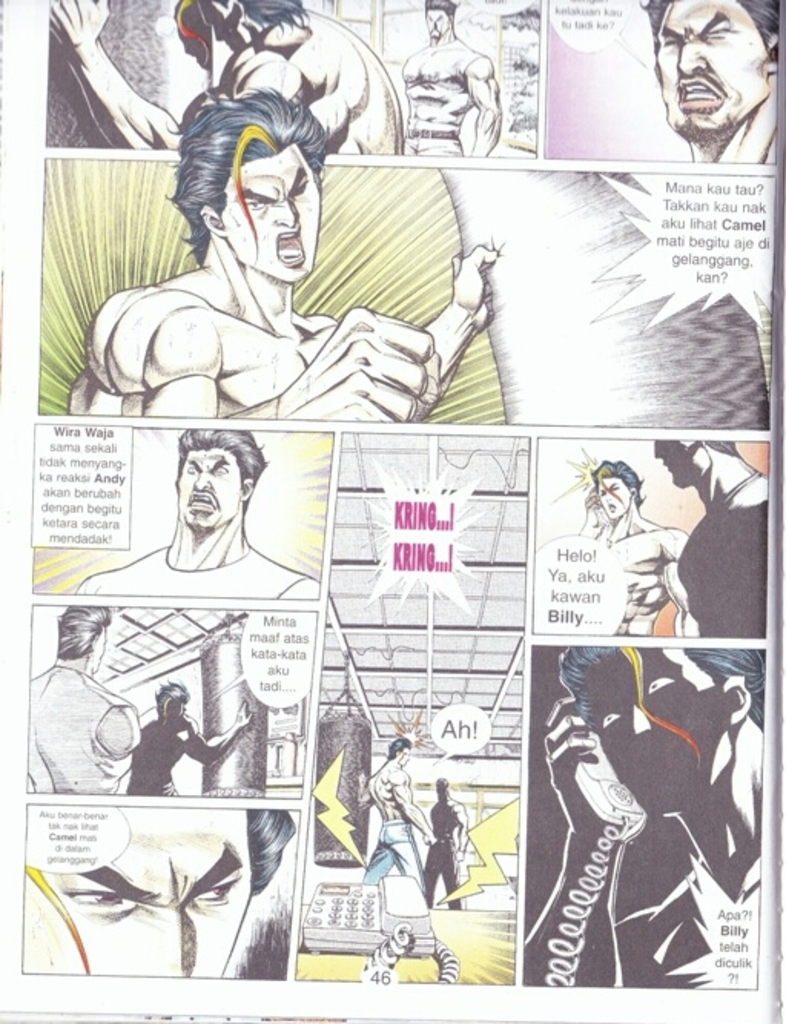 kelakuan kau
tu tadi ke?
Mana kau tau?
Takkan kau nak
aku lihat Camel
mati begitu aje di
gelanggang,
kan?
Wira Waja
sama sekali
tidak menyang-
ka reaksi Andy
akan berubah
dengan begitu
ketara secara
mendadak!
Minta
maaf atas
kata-kata
aku
tadi....
Aku benar-benar
tak nak lihat
Camel mati
di dalam
gelanggang!
KRING...!
KRING...!
Ah!
Helo!
Ya, aku
kawan
Billy....
Apa?!
Billy
telah
diculik
?!
46